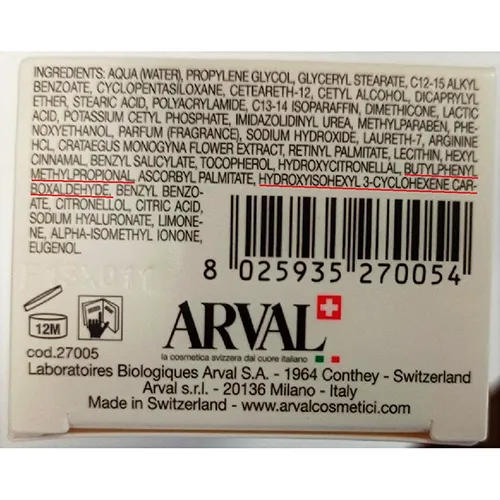 INGREDIENTS: AQUA (WATER), PROPYLENE GLYCOL, GLYCERYL STEARATE, C12-15 ALKYL
BENZOATE, CYCLOPENTASILOXANE, CETEARETH-12, CETYL ALCOHOL, DICAPRYLYL
ETHER, STEARIC ACID, POLYACRYLAMIDE, C13-14 ISOPARAFFIN, DIMETHICONE, LACTIC
ACID, POTASSIUM CETYL PHOSPHATE, IMIDAZOLIDINYL UREA, METHYLPARABEN, PHE-
NOXYETHANOL, PARFUM (FRAGRANCE), SODIUM HYDROXIDE, LAURETH-7, ARGININE
HCL, CRATAEGUS MONOGYNA FLOWER EXTRACT, RETINYL PALMITATE, LECITHIN, HEXYL
CINNAMAL, BENZYL SALICYLATE, TOCOPHEROL, HYDROXYCITRONELLAL, BUTYLPHENYL
METHYLPROPIONAL, ASCORBYL PALMITATE, HYDROXYISOHEXYL 3-CYCLOHEXENE CAR-
BOXALDEHYDE, BENZYL BENZO-
ATE, CITRONELLOL, CITRIC ACID,
SODIUM HYALURONATE, LIMONE-
NE, ALPHA-ISOMETHYL IONONE,
EUGENOL.
8 025935 270054
12M
ARVAL
la cosmetica svizzera dal cuore italiano
cod.27005
Laboratoires Biologiques Arval S.A. - 1964 Conthey - Switzerland
Arval s.r.l. - 20136 Milano - Italy
Made in Switzerland - www.arvalcosmetici.com